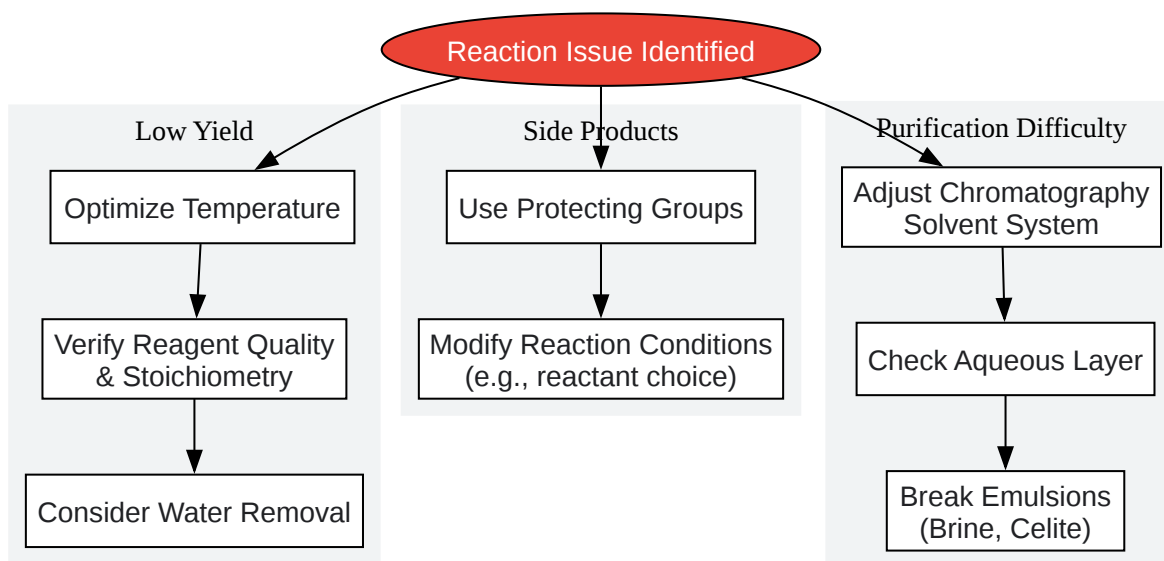 Reaction Issue Identified
Low Yield
Optimize Temperature
Verify Reagent Quality
& Stoichiometry
Consider Water Removal
Side Products
Use Protecting Groups
Modify Reaction Conditions
(e.g., reactant choice)
Purification Difficulty
Adjust Chromatography
Solvent System
Check Aqueous Layer
Break Emulsions
(Brine, Celite)